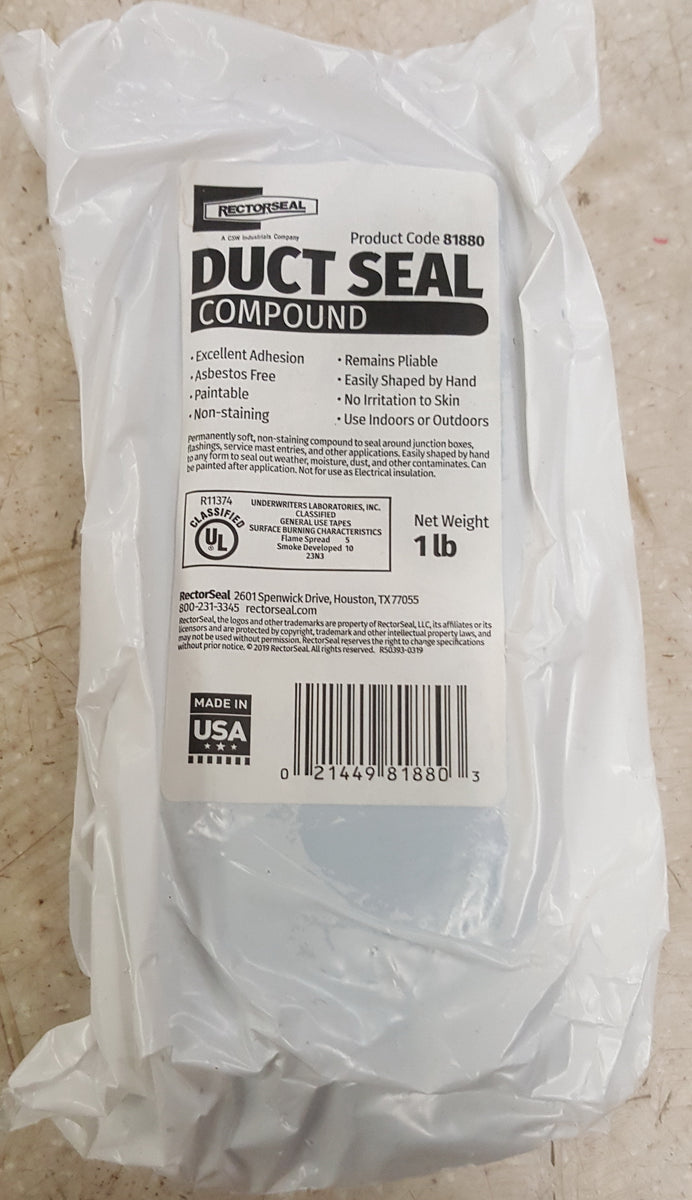 RECTORSEAL
A CSW Industrials Company
Product Code 81880
DUCT SEAL
COMPOUND
• Excellent Adhesion
• Asbestos Free
• Paintable
• Non-staining
• Remains Pliable
• Easily Shaped by Hand
• No Irritation to Skin
• Use Indoors or Outdoors
Permanently soft, non-staining compound to seal around junction boxes,
flashings, service mast entries, and other applications. Easily shaped by hand
to any form to seal out weather, moisture, dust, and other contaminates. Can
be painted after application. Not for use as Electrical insulation.
R11374
CLASSIFIED
UL
®
UNDERWRITERS LABORATORIES, INC.
CLASSIFIED
GENERAL USE TAPES
SURFACE BURNING CHARACTERISTICS
Flame Spread 5
Smoke Developed 10
23N3
Net Weight
1 lb
RectorSeal 2601 Spenwick Drive, Houston, TX 77055
800-231-3345 rectorseal.com
RectorSeal, the logos and other trademarks are property of RectorSeal, LLC, its affiliates or its
licensors and are protected by copyright, trademark and other intellectual property laws, and
may not be used without permission. RectorSeal reserves the right to change specifications
without prior notice. © 2019 RectorSeal. All rights reserved. R50393-0319
MADE IN
USA
0 21449 81880 3